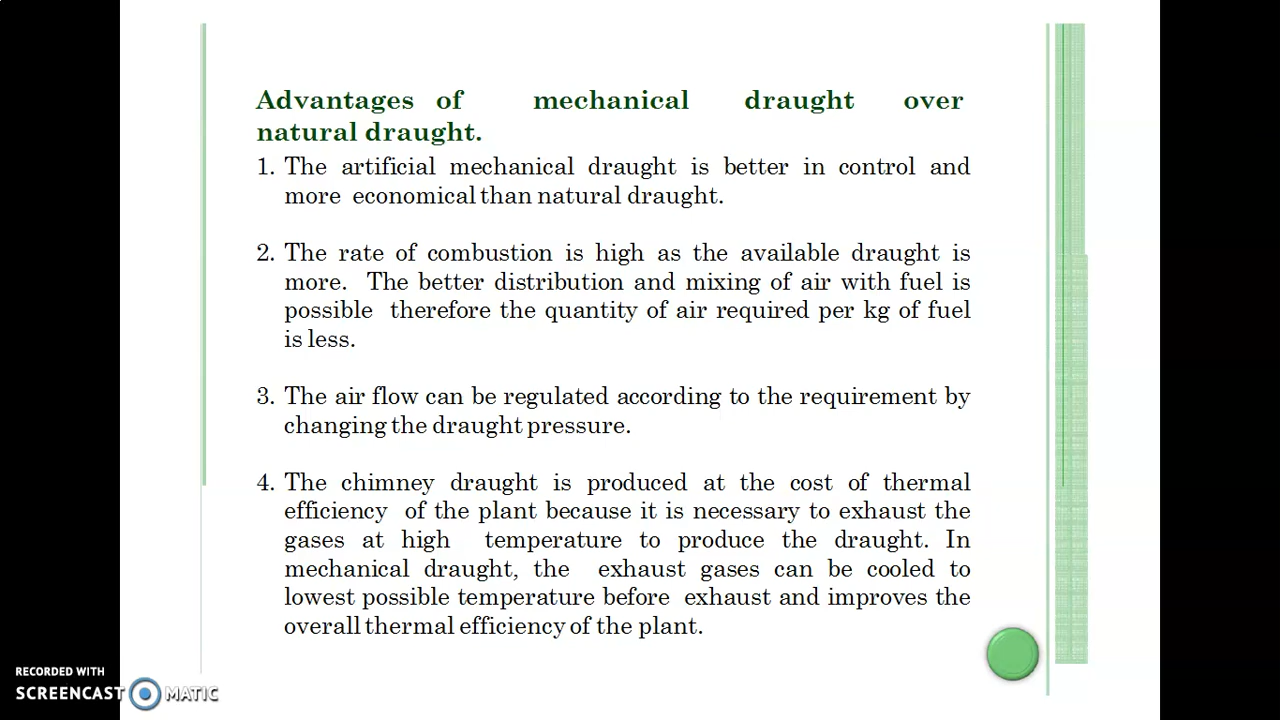 Advantages of mechanical draught over
natural draught.
1. The artificial mechanical draught is better in control and
more economical than natural draught.
2. The rate of combustion is high as the available draught is
more. The better distribution and mixing of air with fuel is
possible therefore the quantity of air required per kg of fuel
is less.
3. The air flow can be regulated according to the requirement by
changing the draught pressure.
4. The chimney draught is produced at the cost of thermal
efficiency of the plant because it is necessary to exhaust the
gases at high temperature to produce the draught. In
mechanical draught, the exhaust gases can be cooled to
lowest possible temperature before exhaust and improves the
overall thermal efficiency of the plant.
RECORDED WITH
SCREENCAST MATIC